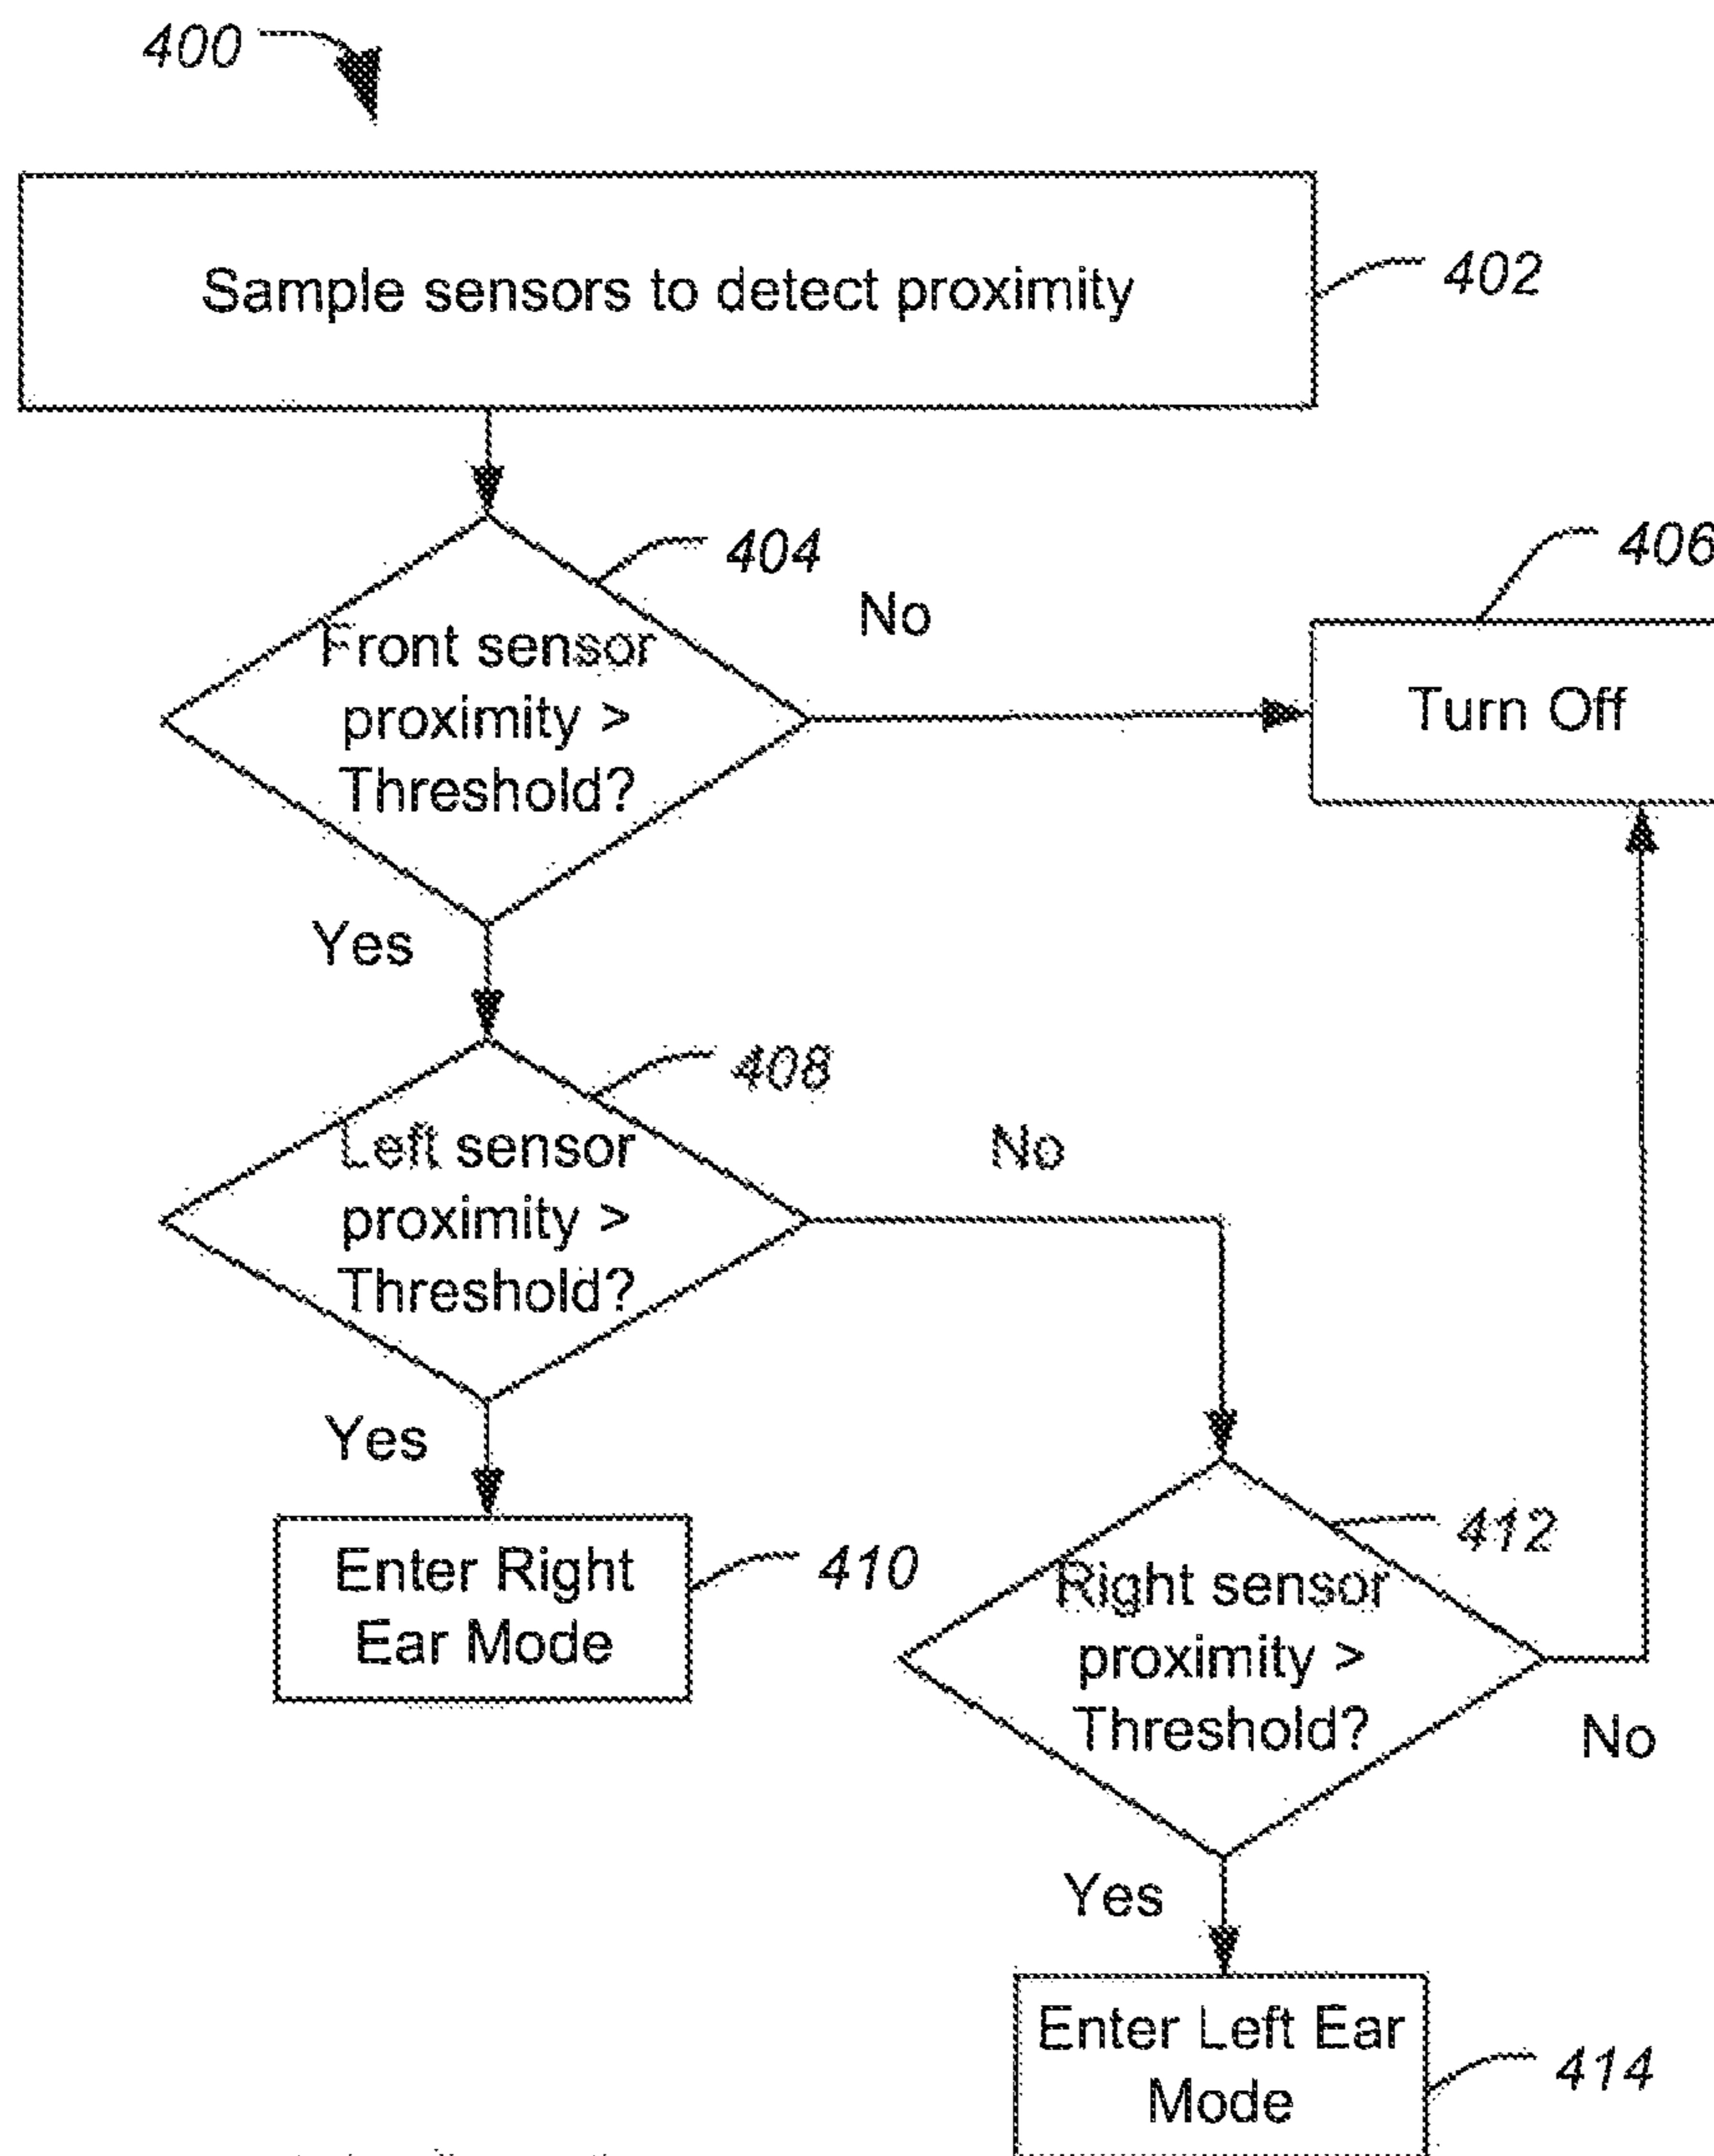 400
Sample sensors to detect proximity
402
404
Front sensor
proximity >
Threshold?
No
406
Turn Off
Yes
408
Left sensor
proximity >
Threshold?
No
Yes
Enter Right
Ear Mode
410
412
Right sensor
proximity >
Threshold?
No
Yes
Enter Left Ear
Mode
414